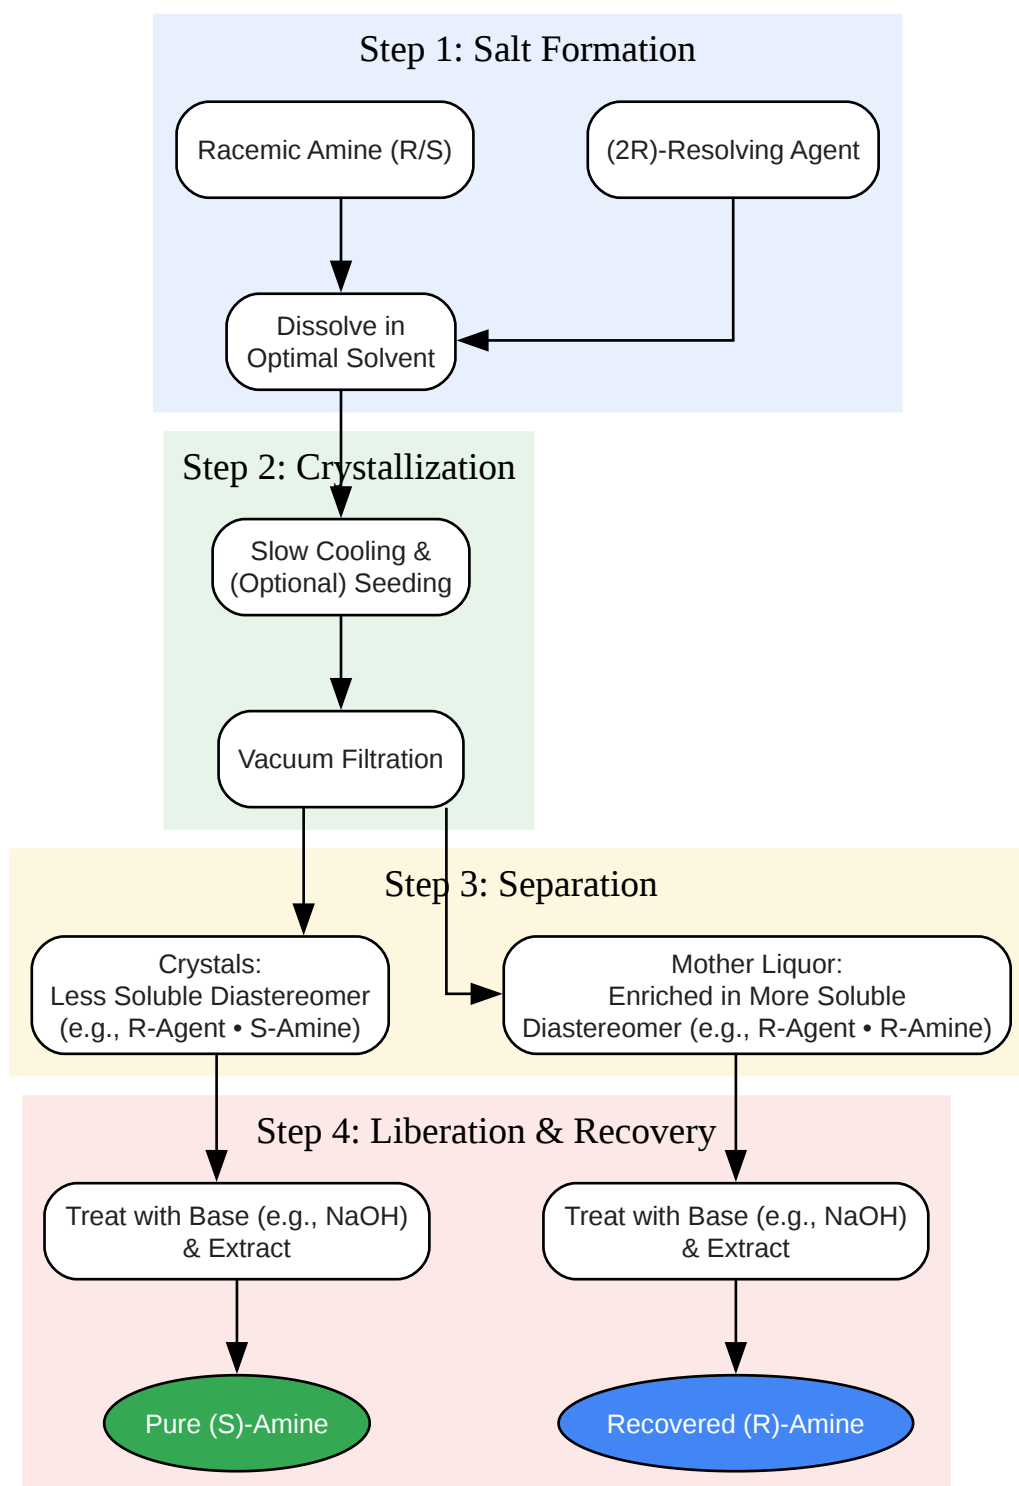 Step 1: Salt Formation
Racemic Amine (R/S)
(2R)-Resolving Agent
Dissolve in
Optimal Solvent
Step 2: Crystallization
Slow Cooling &
(Optional) Seeding
Vacuum Filtration
Step 3: Separation
Crystals:
Less Soluble Diastereomer
(e.g., R-Agent • S-Amine)
Mother Liquor:
Enriched in More Soluble
Diastereomer (e.g., R-Agent • R-Amine)
Step 4: Liberation & Recovery
Treat with Base (e.g., NaOH)
& Extract
Treat with Base (e.g., NaOH)
& Extract
Pure (S)-Amine
Recovered (R)-Amine